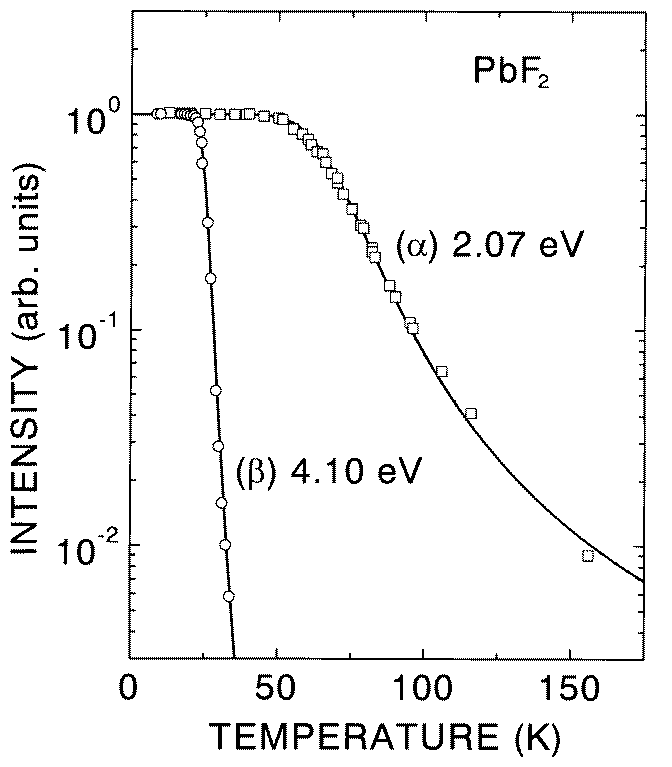 PbF₂
10⁰
(α) 2.07 eV
10⁻¹
INTENSITY (arb. units)
(β) 4.10 eV
10⁻²
0 50 100 150
TEMPERATURE (K)